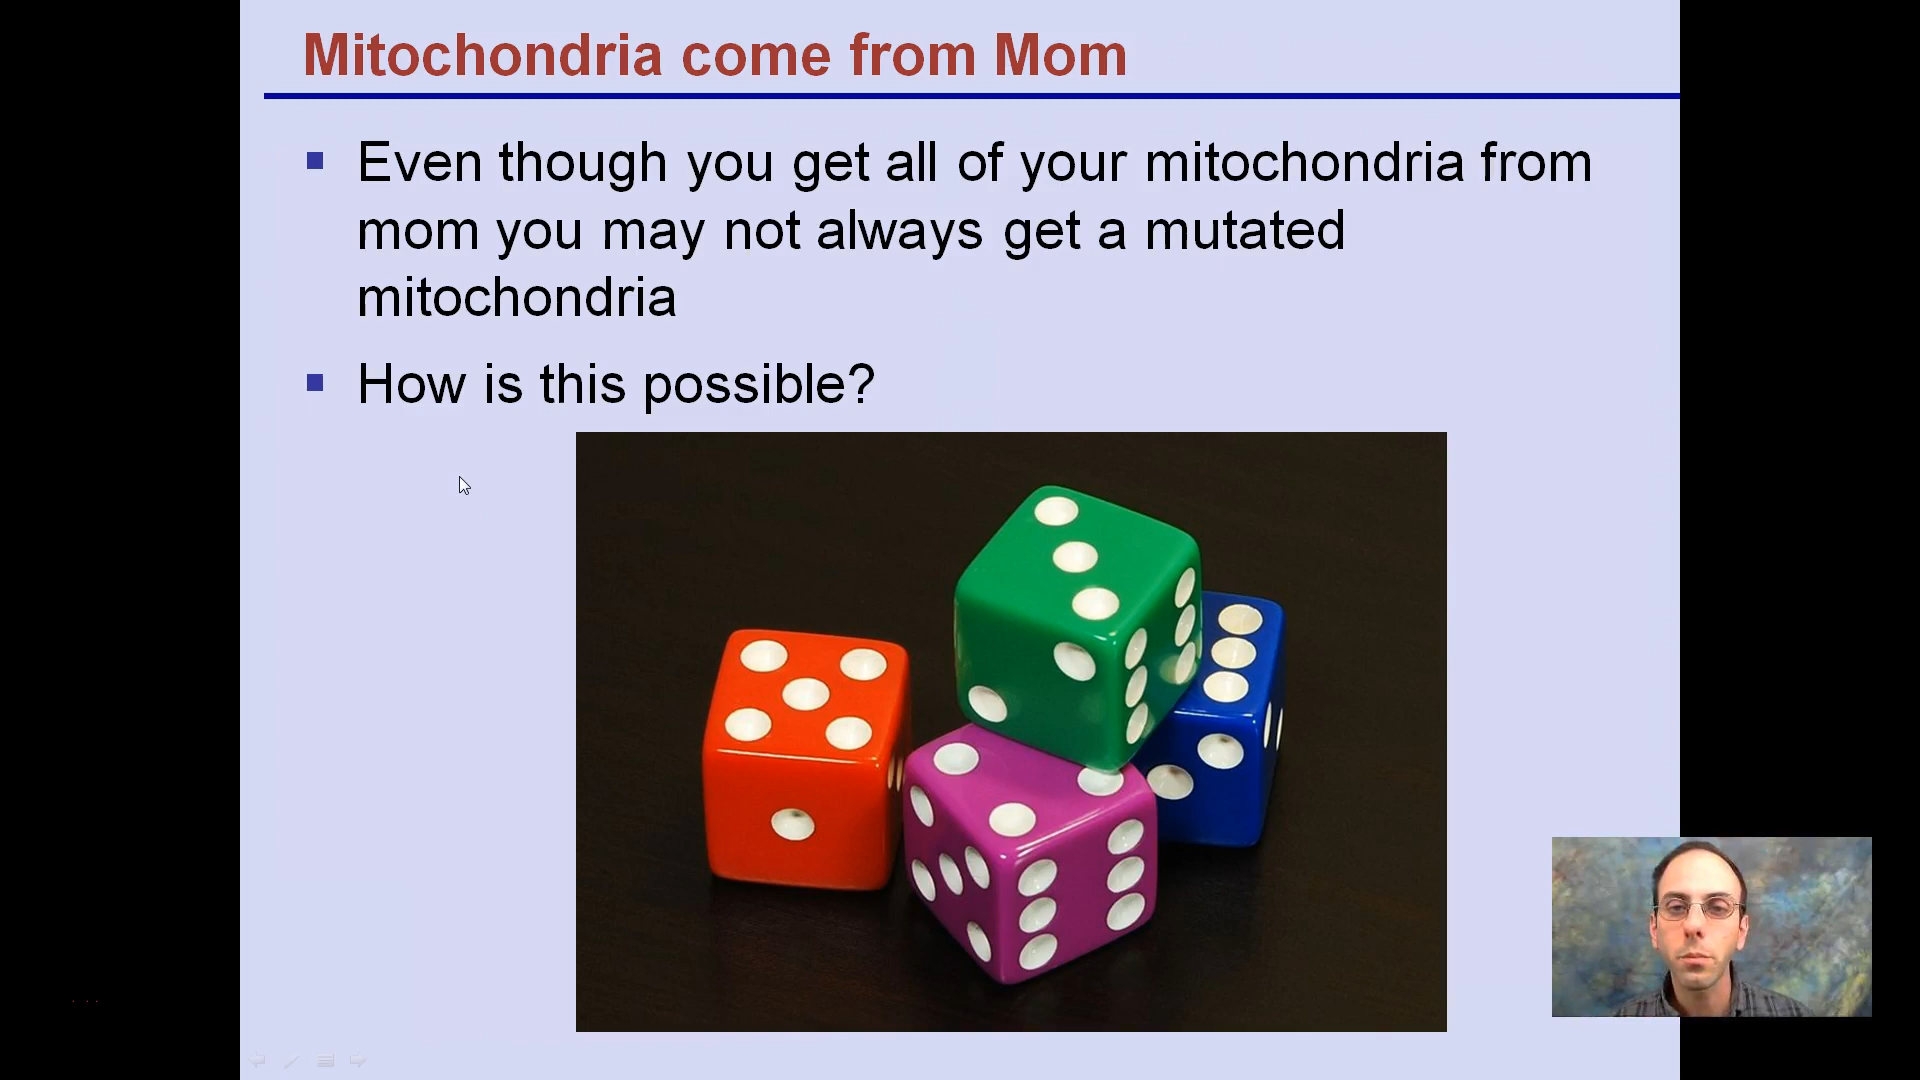 Mitochondria come from Mom
Even though you get all of your mitochondria from
mom you may not always get a mutated
mitochondria
How is this possible?